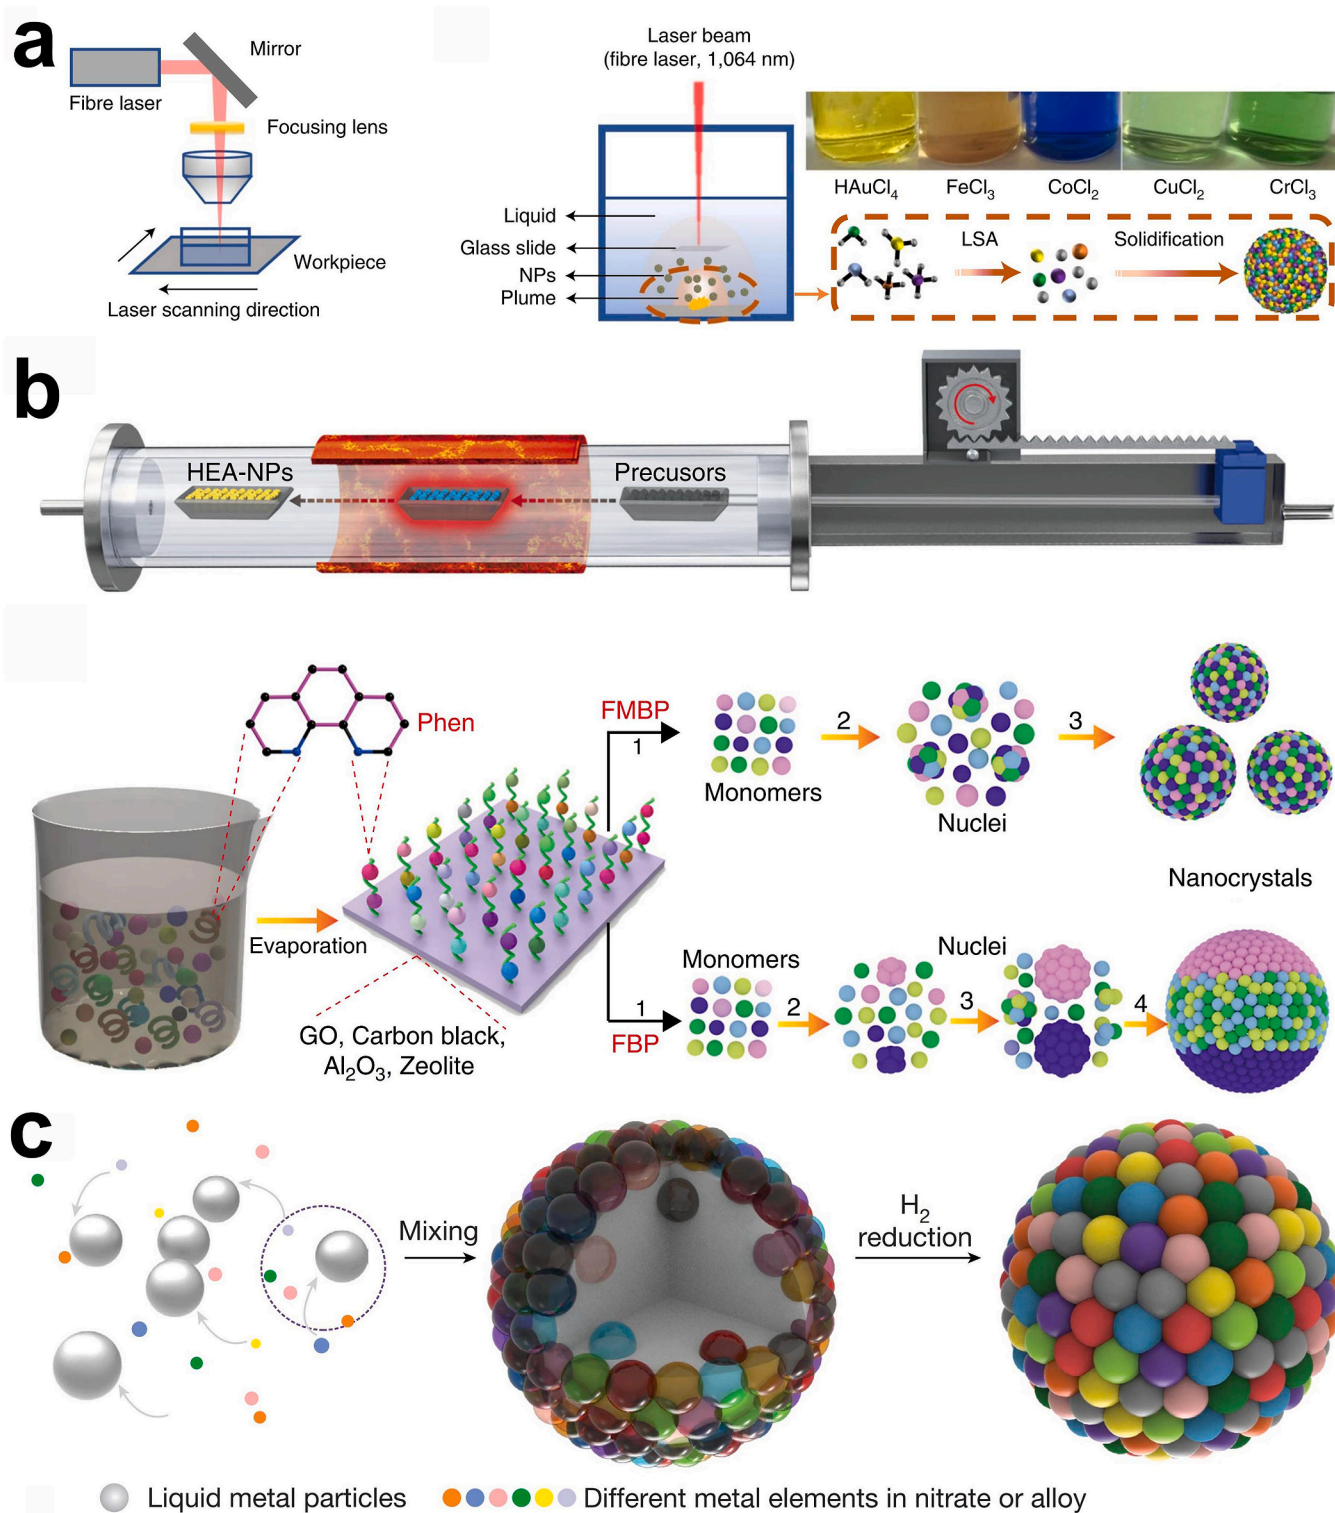 a
Mirror
Fibre laser
Focusing lens
Workpiece
Laser scanning direction
Laser beam
(fibre laser, 1,064 nm)
Liquid
Glass slide
NPs
Plume
HAuCl4
FeCl3
CoCl2
CuCl2
CrCl3
LSA
Solidification
b
HEA-NPs
Precusors
Phen
Evaporation
GO, Carbon black,
Al2O3, Zeolite
FMBP
1
Monomers
2
Nuclei
3
Nanocrystals
1
FBP
Monomers
2
Nuclei
3
4
c
Mixing
H2
reduction
Liquid metal particles
Different metal elements in nitrate or alloy